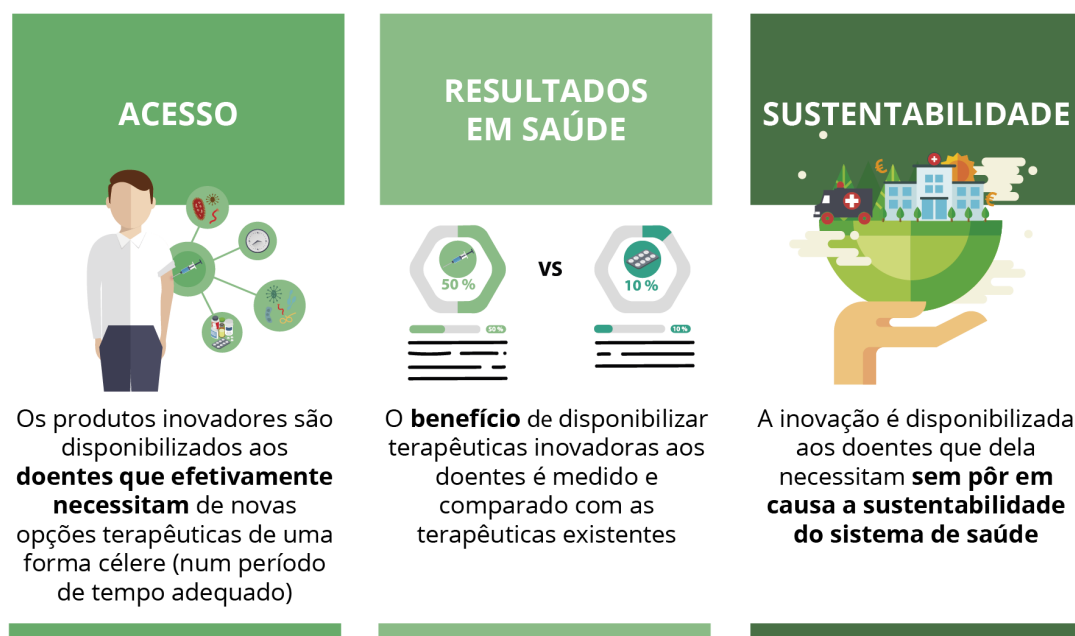 ACESSO
50 %
50 %
Os produtos inovadores são
disponibilizados aos
doentes que efetivamente
necessitam de novas
opções terapêuticas de uma
forma célere (num período
de tempo adequado)
RESULTADOS
EM SAÚDE
VS
10 %
10 %
O benefício de disponibilizar
terapêuticas inovadoras aos
doentes é medido e
comparado com as
terapêuticas existentes
SUSTENTABILIDADE
€
€
A inovação é disponibilizada
aos doentes que dela
necessitam sem pôr em
causa a sustentabilidade
do sistema de saúde